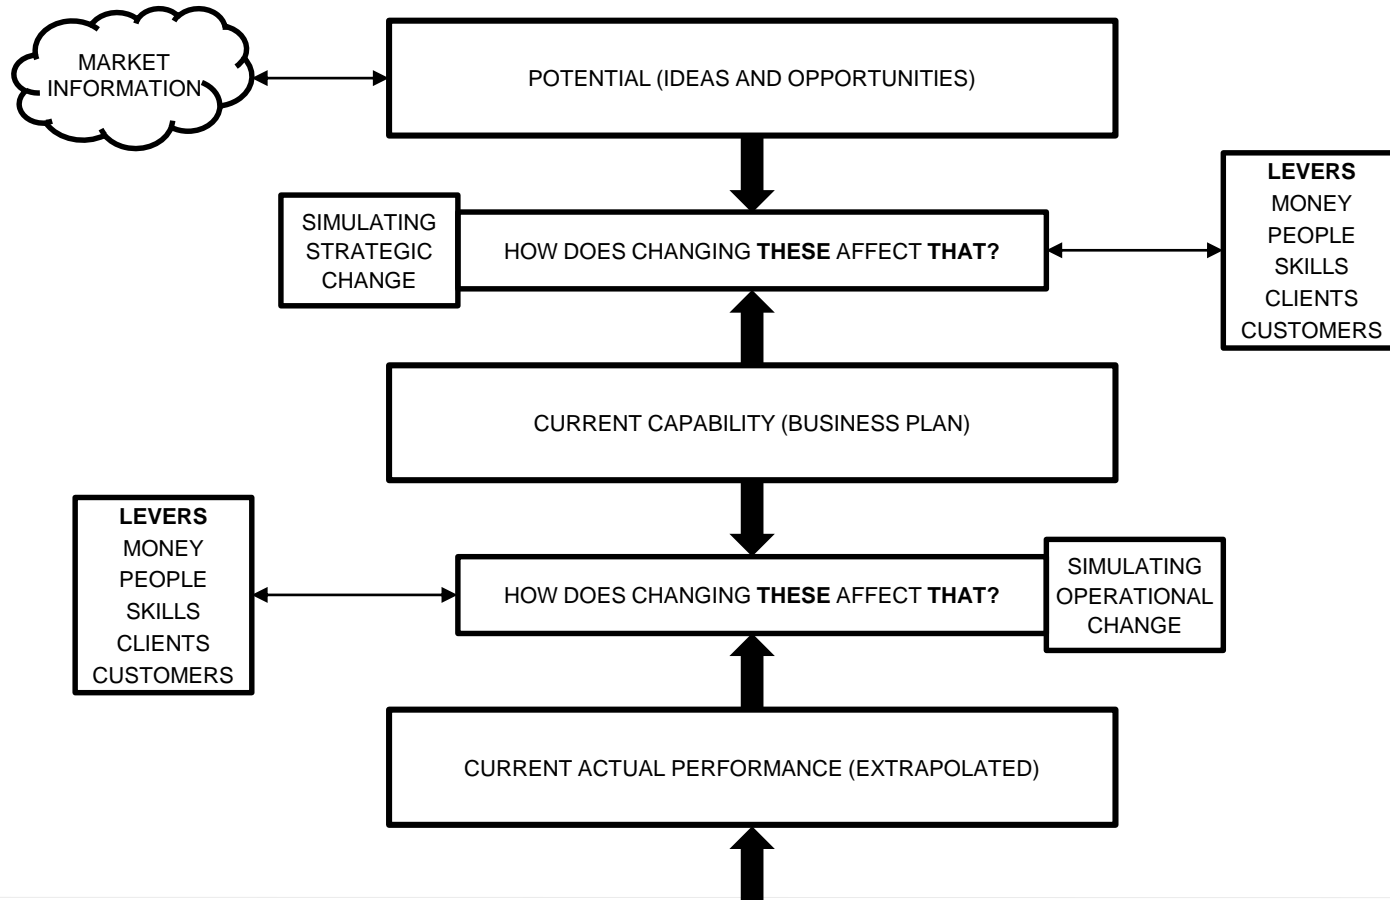 MARKET
INFORMATION
POTENTIAL (IDEAS AND OPPORTUNITIES)
SIMULATING
STRATEGIC
CHANGE
HOW DOES CHANGING THESE AFFECT THAT?
LEVERS
MONEY
PEOPLE
SKILLS
CLIENTS
CUSTOMERS
CURRENT CAPABILITY (BUSINESS PLAN)
LEVERS
MONEY
PEOPLE
SKILLS
CLIENTS
CUSTOMERS
HOW DOES CHANGING THESE AFFECT THAT?
SIMULATING
OPERATIONAL
CHANGE
CURRENT ACTUAL PERFORMANCE (EXTRAPOLATED)